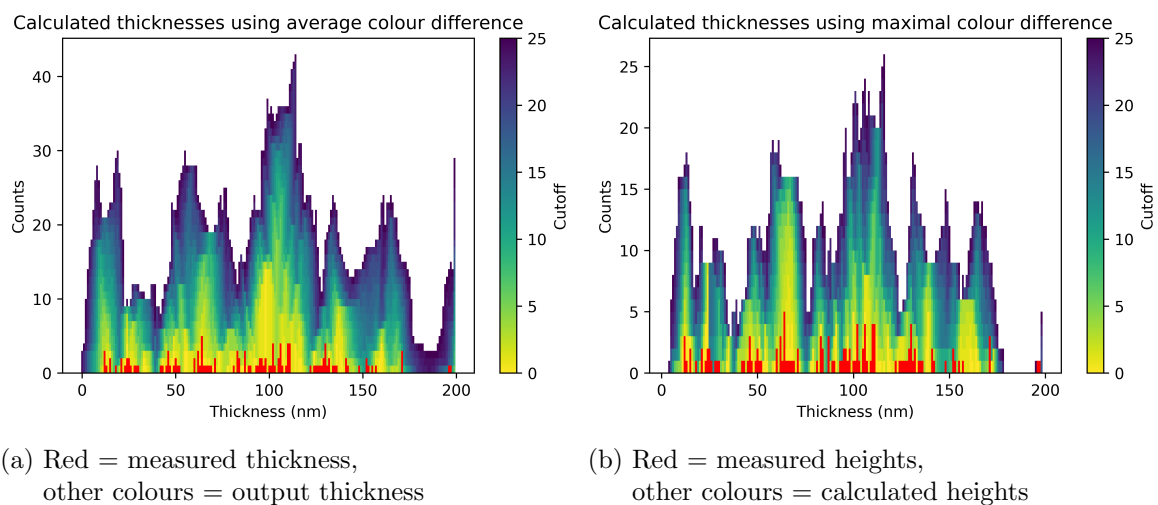 Calculated thicknesses using average colour difference
40
30
20
10
0
Counts
0 50 100 150 200
Thickness (nm)
25
20
15
10
5
0
Cutoff
Calculated thicknesses using maximal colour difference
25
20
15
10
5
0
Counts
0 50 100 150 200
Thickness (nm)
25
20
15
10
5
0
Cutoff
(a) Red = measured thickness,
other colours = output thickness
(b) Red = measured heights,
other colours = calculated heights